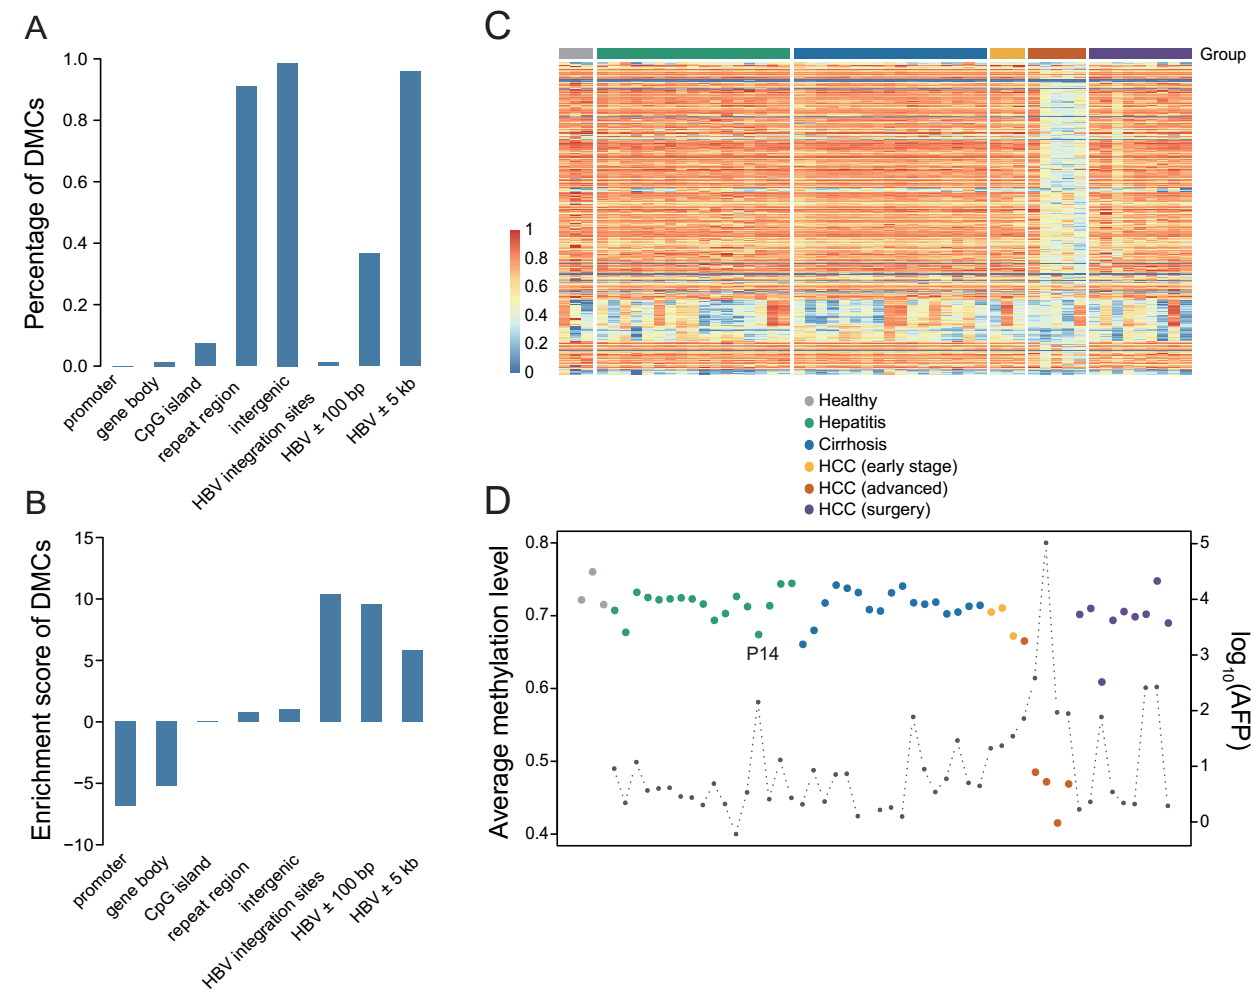 A
Percentage of DMCs
1.0
0.8
0.6
0.4
0.2
0.0
promoter
gene body
CpG island
repeat region
intergenic
HBV integration sites
HBV ± 100 bp
HBV ± 5 kb
B
Enrichment score of DMCs
15
10
5
0
−5
−10
promoter
gene body
CpG island
repeat region
intergenic
HBV integration sites
HBV ± 100 bp
HBV ± 5 kb
C
Group
1
0.8
0.6
0.4
0.2
0
Healthy
Hepatitis
Cirrhosis
HCC (early stage)
HCC (advanced)
HCC (surgery)
D
Average methylation level
0.8
0.7
0.6
0.5
0.4
P14
5
4
3
2
1
0
log10(AFP)